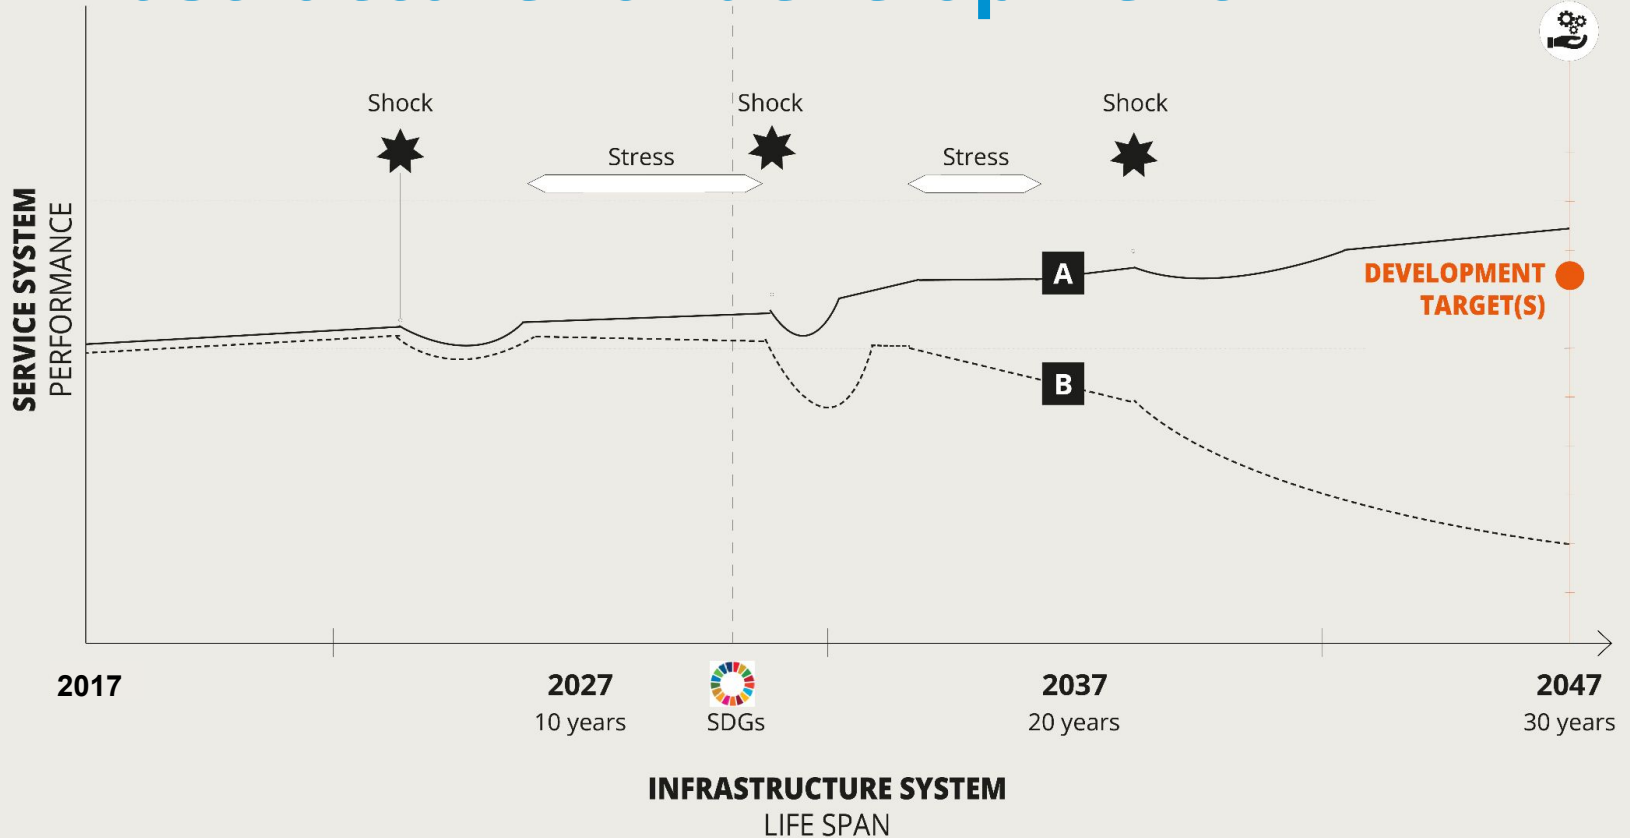 Shock
Shock
Shock
Stress
Stress
SERVICE SYSTEM
PERFORMANCE
A
B
DEVELOPMENT
TARGET(S)
2017
2027
2037
2047
10 years
SDGs
20 years
30 years
INFRASTRUCTURE SYSTEM
LIFE SPAN